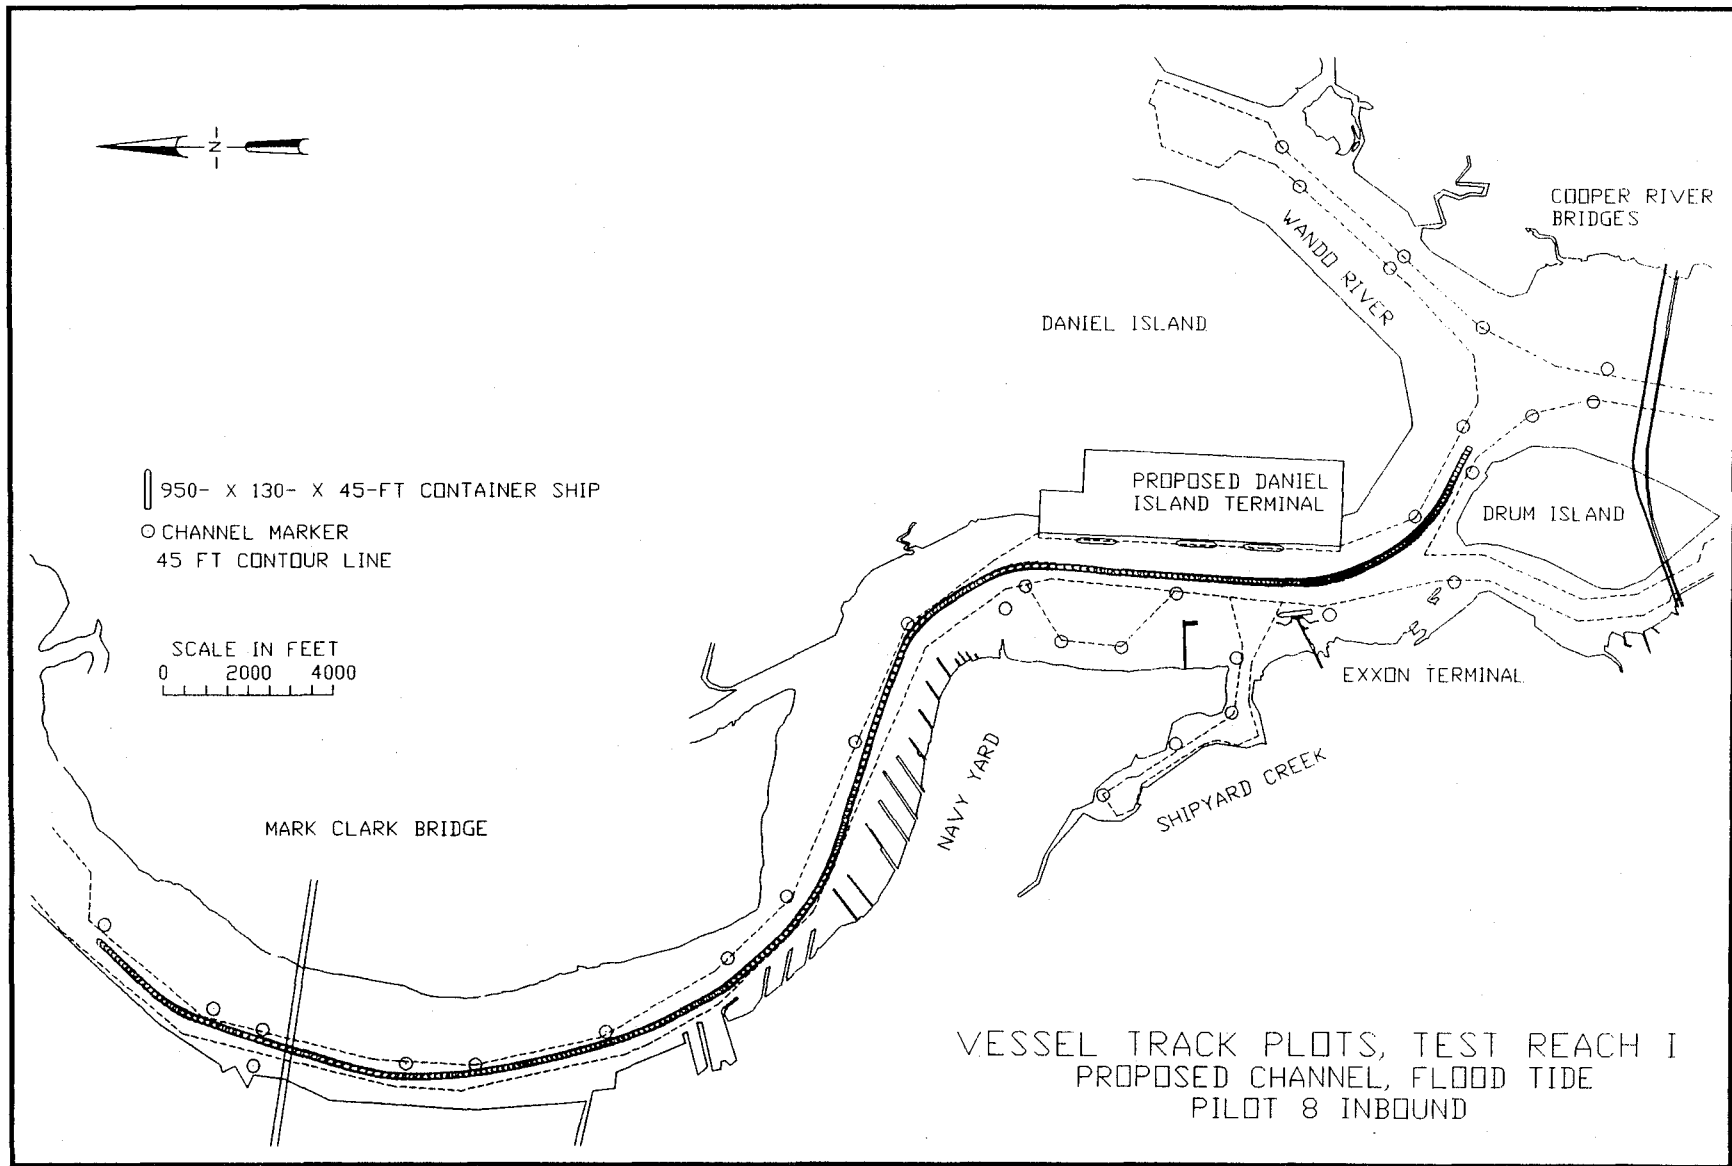 N
COOPER RIVER
BRIDGES
WANDO RIVER
DANIEL ISLAND
950- X 130- X 45-FT CONTAINER SHIP
CHANNEL MARKER
45 FT CONTOUR LINE
PROPOSED DANIEL
ISLAND TERMINAL
DRUM ISLAND
SCALE IN FEET
0 2000 4000
EXXON TERMINAL
NAVY YARD
SHIPYARD CREEK
MARK CLARK BRIDGE
VESSEL TRACK PLOTS, TEST REACH I
PROPOSED CHANNEL, FLOOD TIDE
PILOT 8 INBOUND